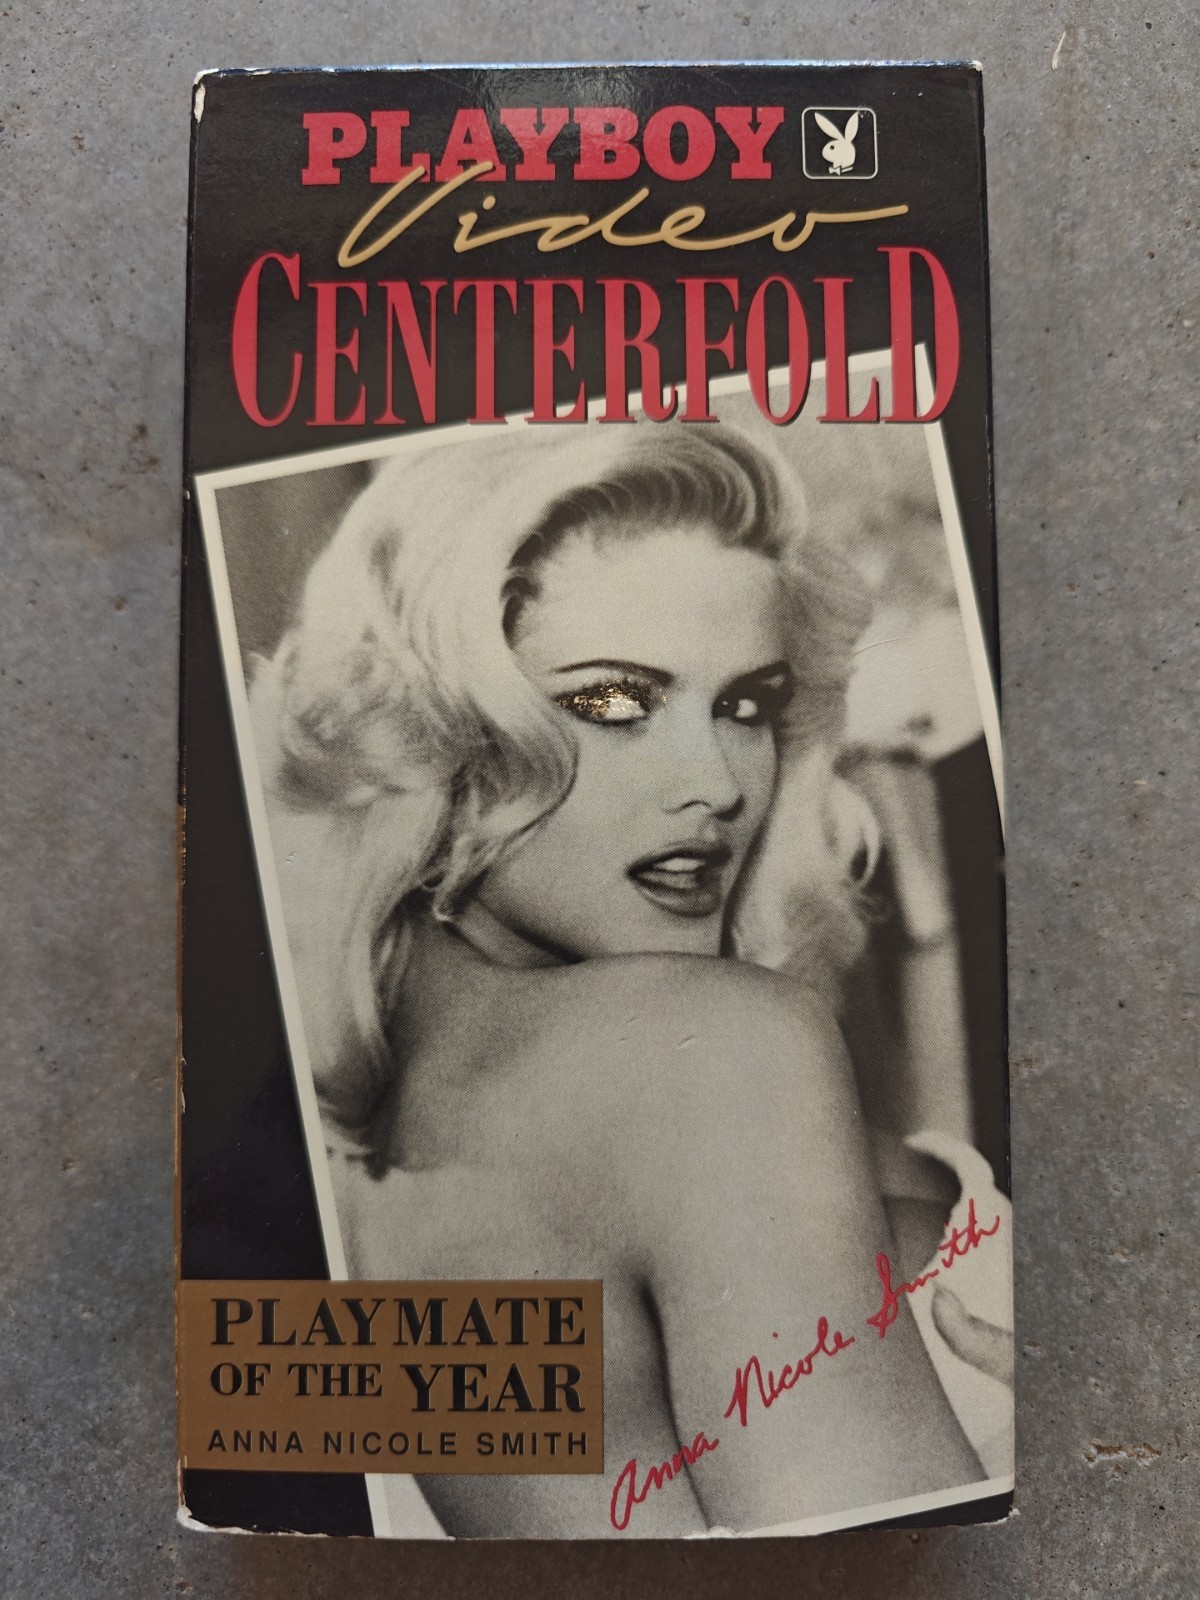 PLAYBOY
Video
CENTERFOLD
PLAYMATE
OF THE YEAR
ANNA NICOLE SMITH
Anna Nicole Smith